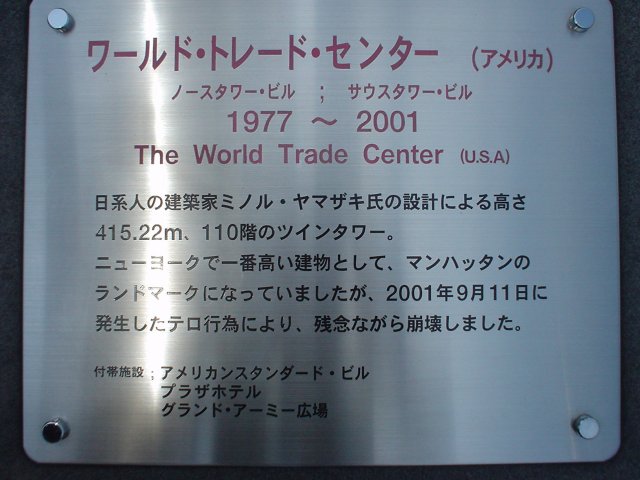 ワールド・トレード・センター (アメリカ)
ノースタワー・ビル ; サウスタワー・ビル
1977 ～ 2001
The World Trade Center (U.S.A)
日系人の建築家ミノル・ヤマザキ氏の設計による高さ
415.22m、110階のツインタワー。
ニューヨークで一番高い建物として、マンハッタンの
ランドマークになっていましたが、2001年9月11日に
発生したテロ行為により、残念ながら崩壊しました。
付帯施設 ; アメリカンスタンダード・ビル
プラザホテル
グランド・アーミー広場